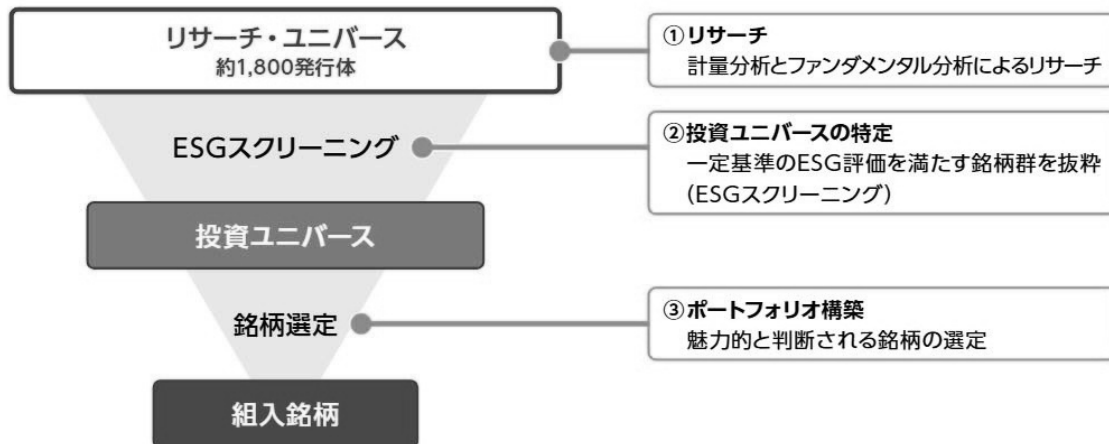 リサーチ・ユニバース
約1,800発行体
①リサーチ
計量分析とファンダメンタル分析によるリサーチ
ESGスクリーニング
②投資ユニバースの特定
一定基準のESG評価を満たす銘柄群を抜粋
(ESGスクリーニング)
投資ユニバース
銘柄選定
③ポートフォリオ構築
魅力的と判断される銘柄の選定
組入銘柄